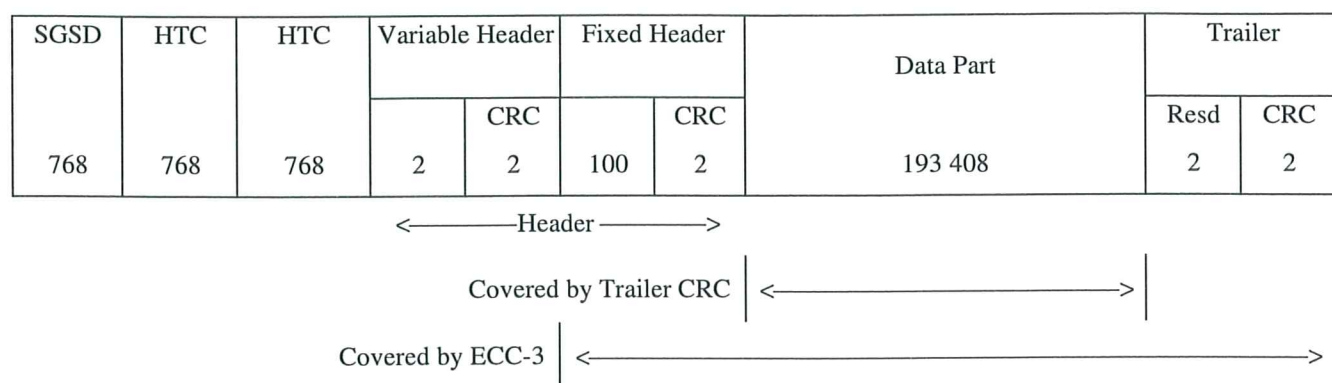 SGSD HTC HTC Variable Header Fixed Header Trailer
Data Part
CRC CRC Resd CRC
768 768 768 2 2 100 2 193 408 2 2
<—Header—>
Covered by Trailer CRC <—>
Covered by ECC-3 <—>